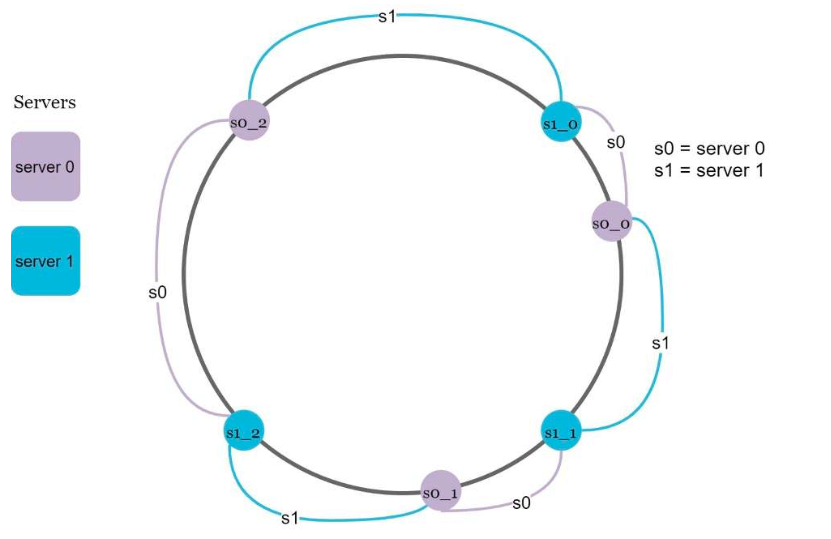 s1
Servers
s0_2
s1_0
s0
s0 = server 0
server 0
s1 = server 1
s0_0
server 1
s0
s1
s1_2
s1_1
s0_1
s0
s1